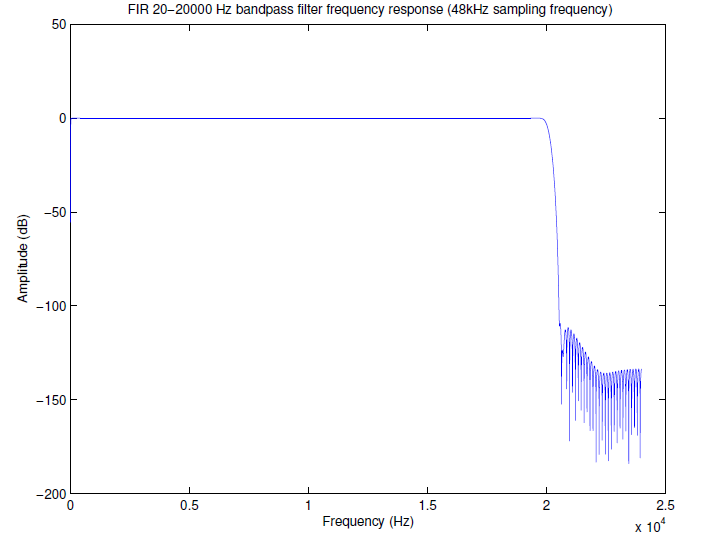 FIR 20−20000 Hz bandpass filter frequency response (48kHz sampling frequency)
50
0
−50
−100
−150
−200
Amplitude (dB)
0 0.5 1 1.5 2 2.5
x 10^4
Frequency (Hz)